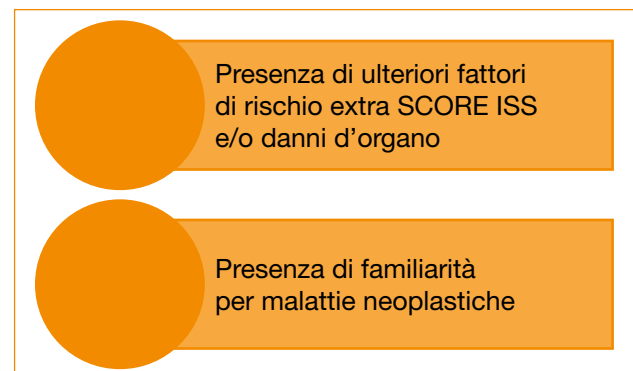 Presenza di ulteriori fattori
di rischio extra SCORE ISS
e/o danni d’organo
Presenza di familiarità
per malattie neoplastiche